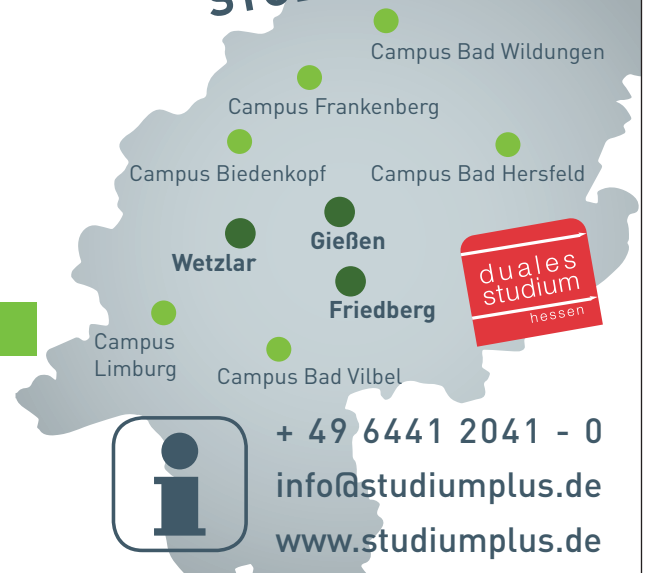 Campus Bad Wildungen
Campus Frankenberg
Campus Biedenkopf
Campus Bad Hersfeld
Gießen
Wetzlar
duales
studium
hessen
Friedberg
Campus
Limburg
Campus Bad Vilbel
i
+ 49 6441 2041 - 0
info@studiumplus.de
www.studiumplus.de